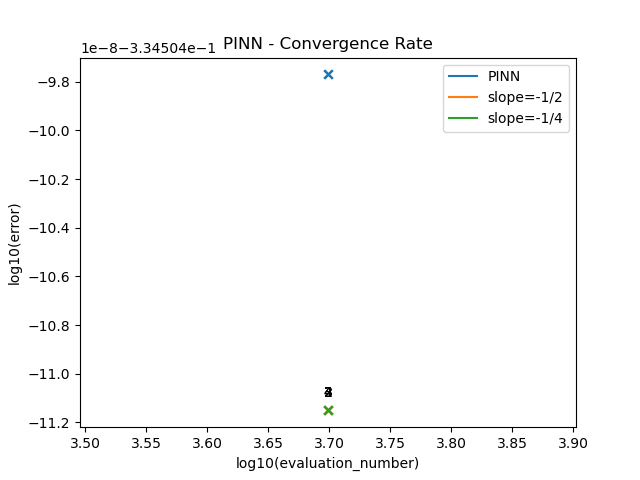 1e−8−3.34504e−1
PINN - Convergence Rate
PINN
slope=-1/2
slope=-1/4
log10(error)
−9.8
−10.0
−10.2
−10.4
−10.6
−10.8
−11.0
−11.2
3.50 3.55 3.60 3.65 3.70 3.75 3.80 3.85 3.90
log10(evaluation_number)